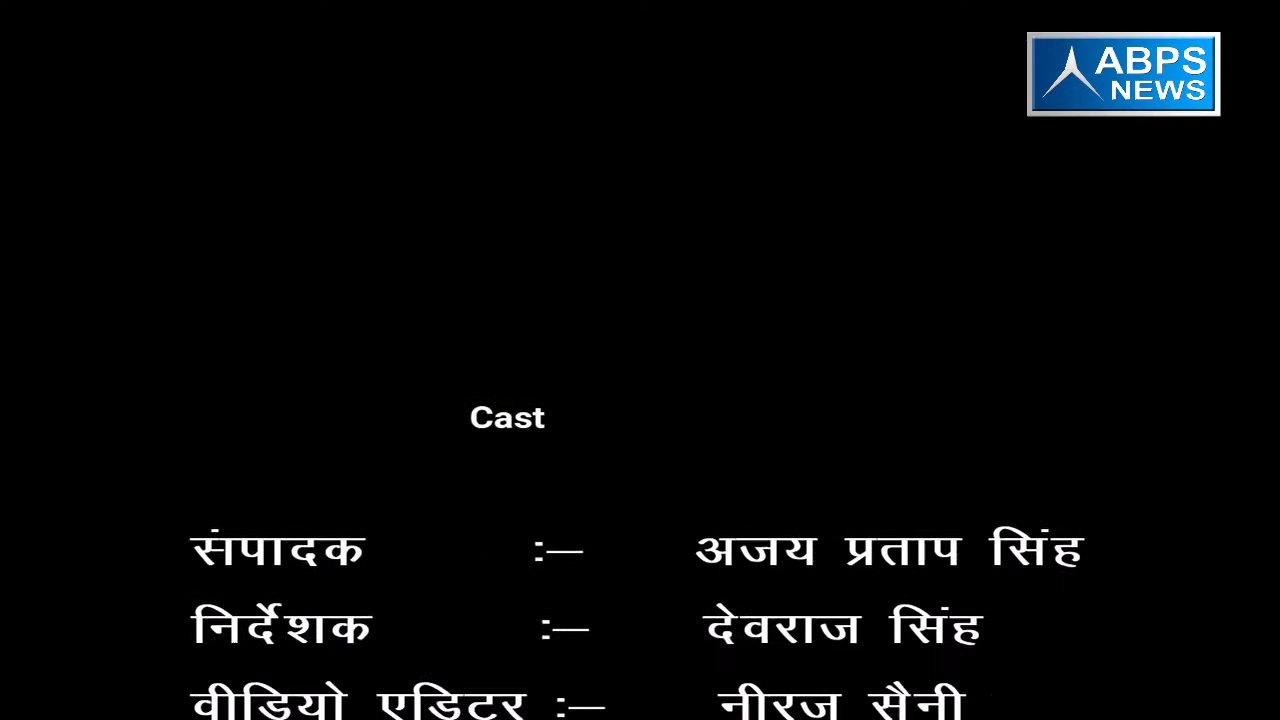 ABPS
NEWS
Cast
संपादक :— अजय प्रताप सिंह
निर्देशक :— देवराज सिंह
वीडियो एडिटर :— नीरज सैनी